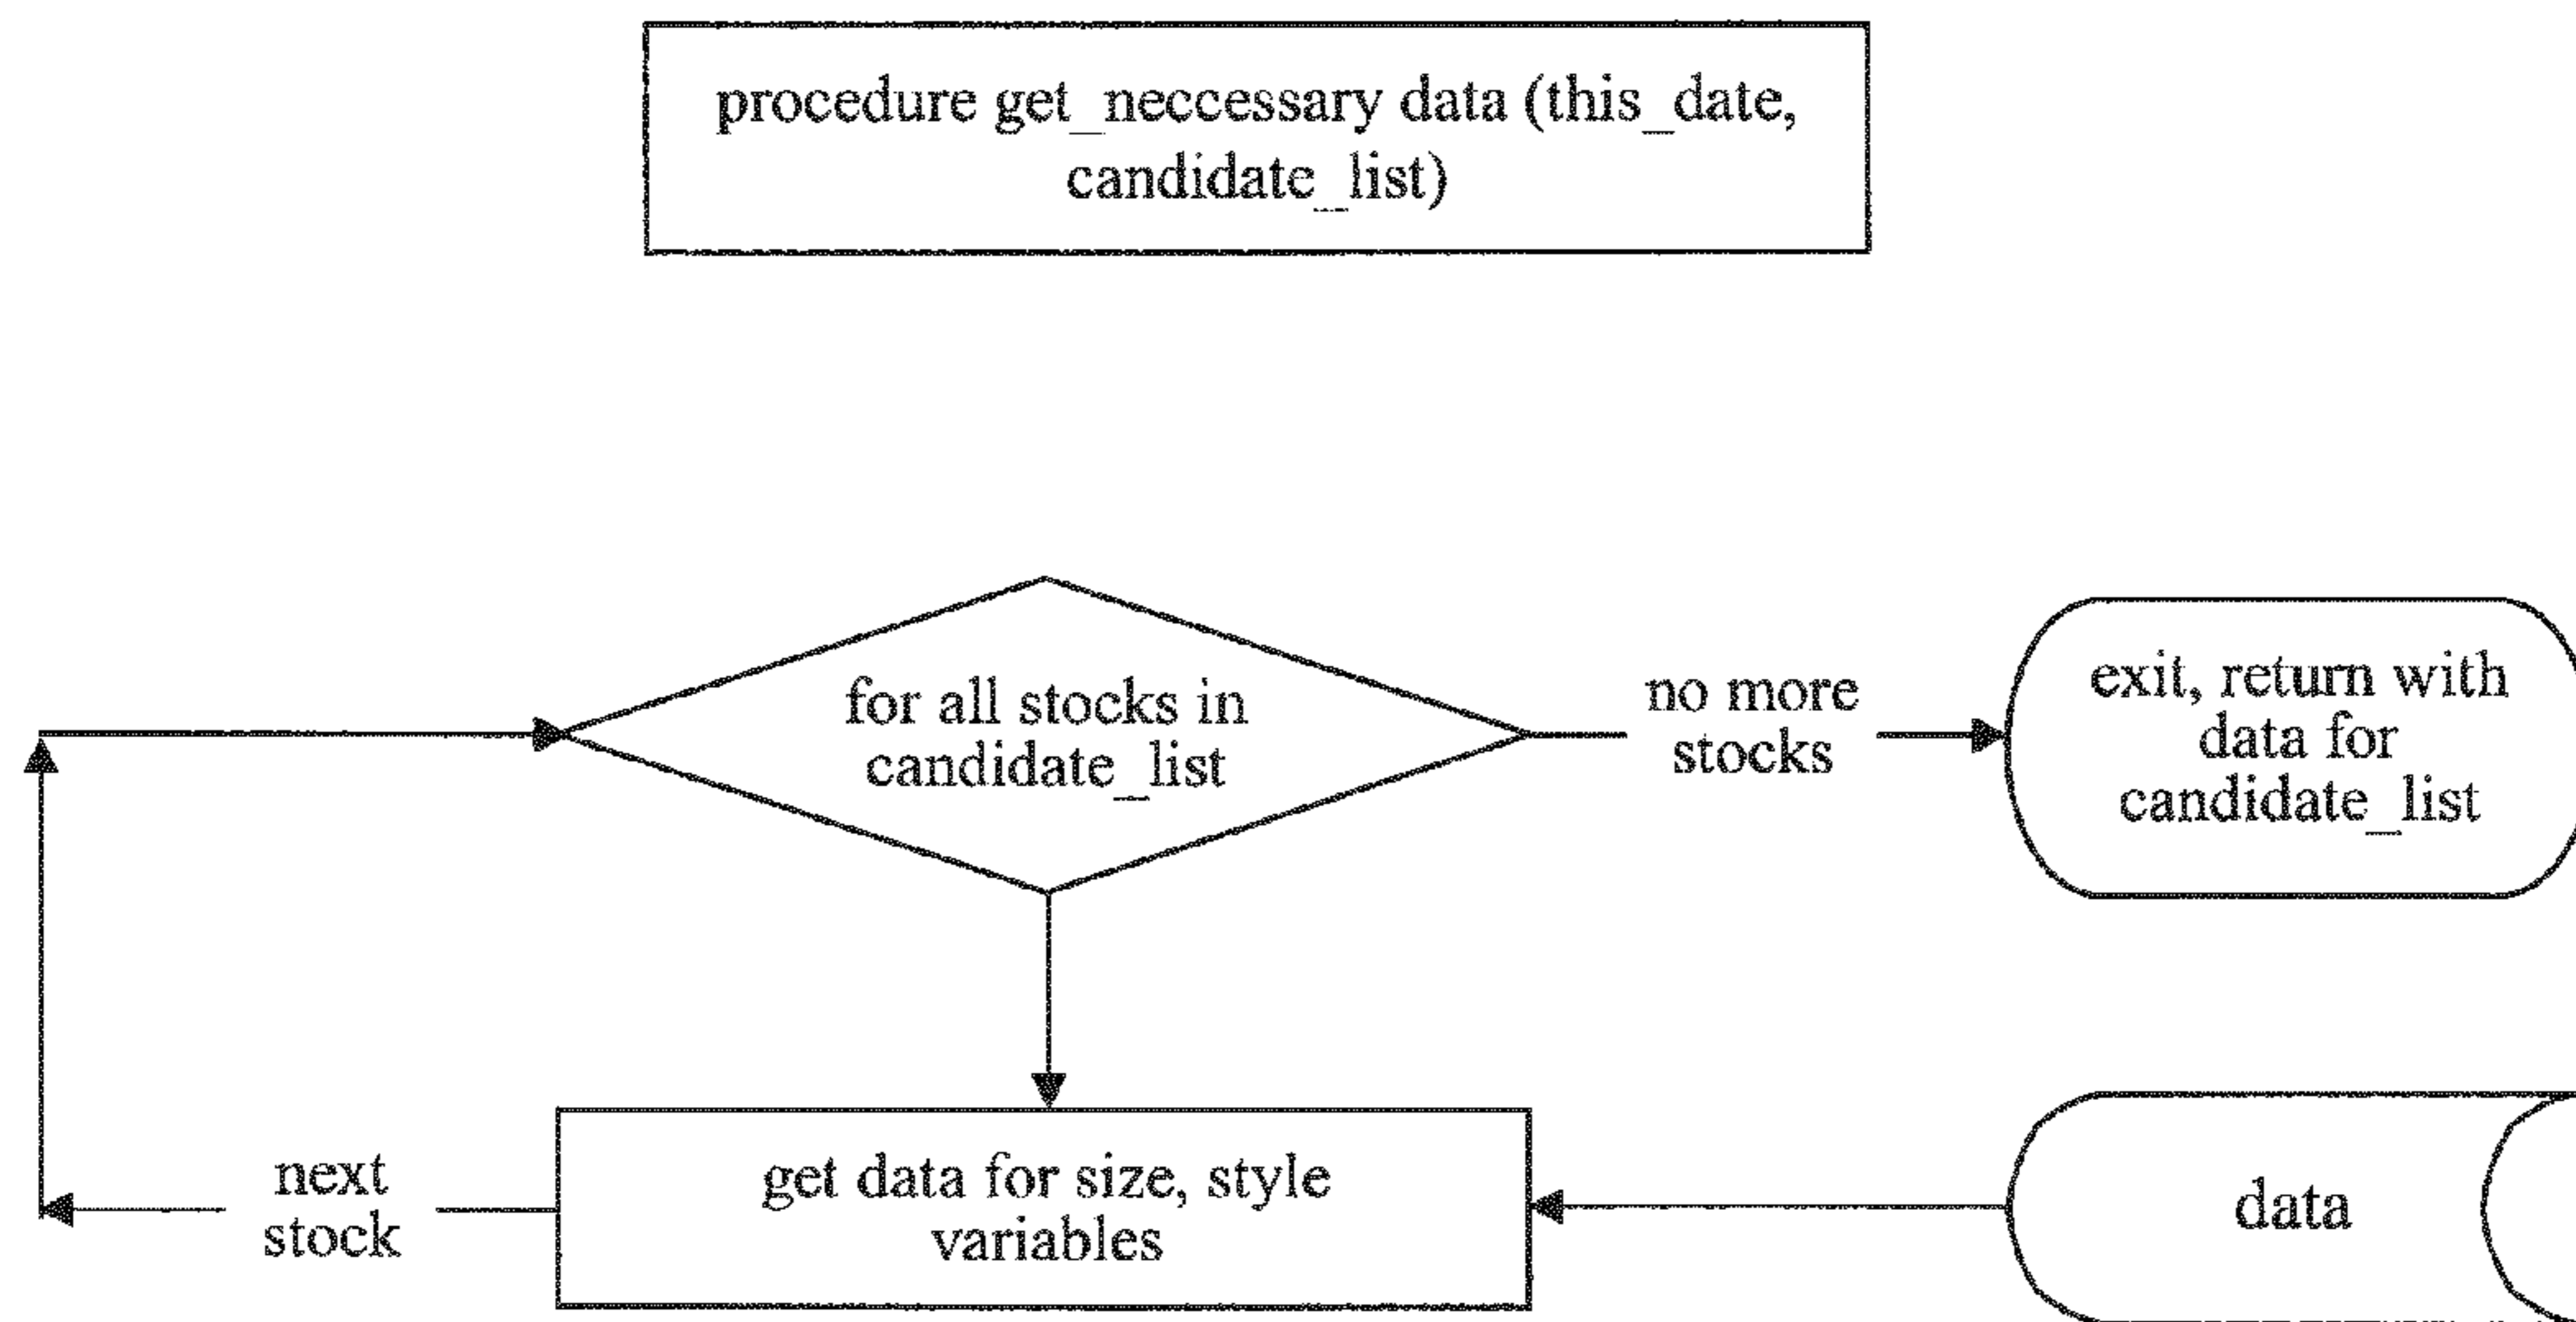 procedure get_neccessary data (this_date,
candidate_list)
for all stocks in
candidate_list
no more
stocks
exit, return with
data for
candidate_list
next
stock
get data for size, style
variables
data